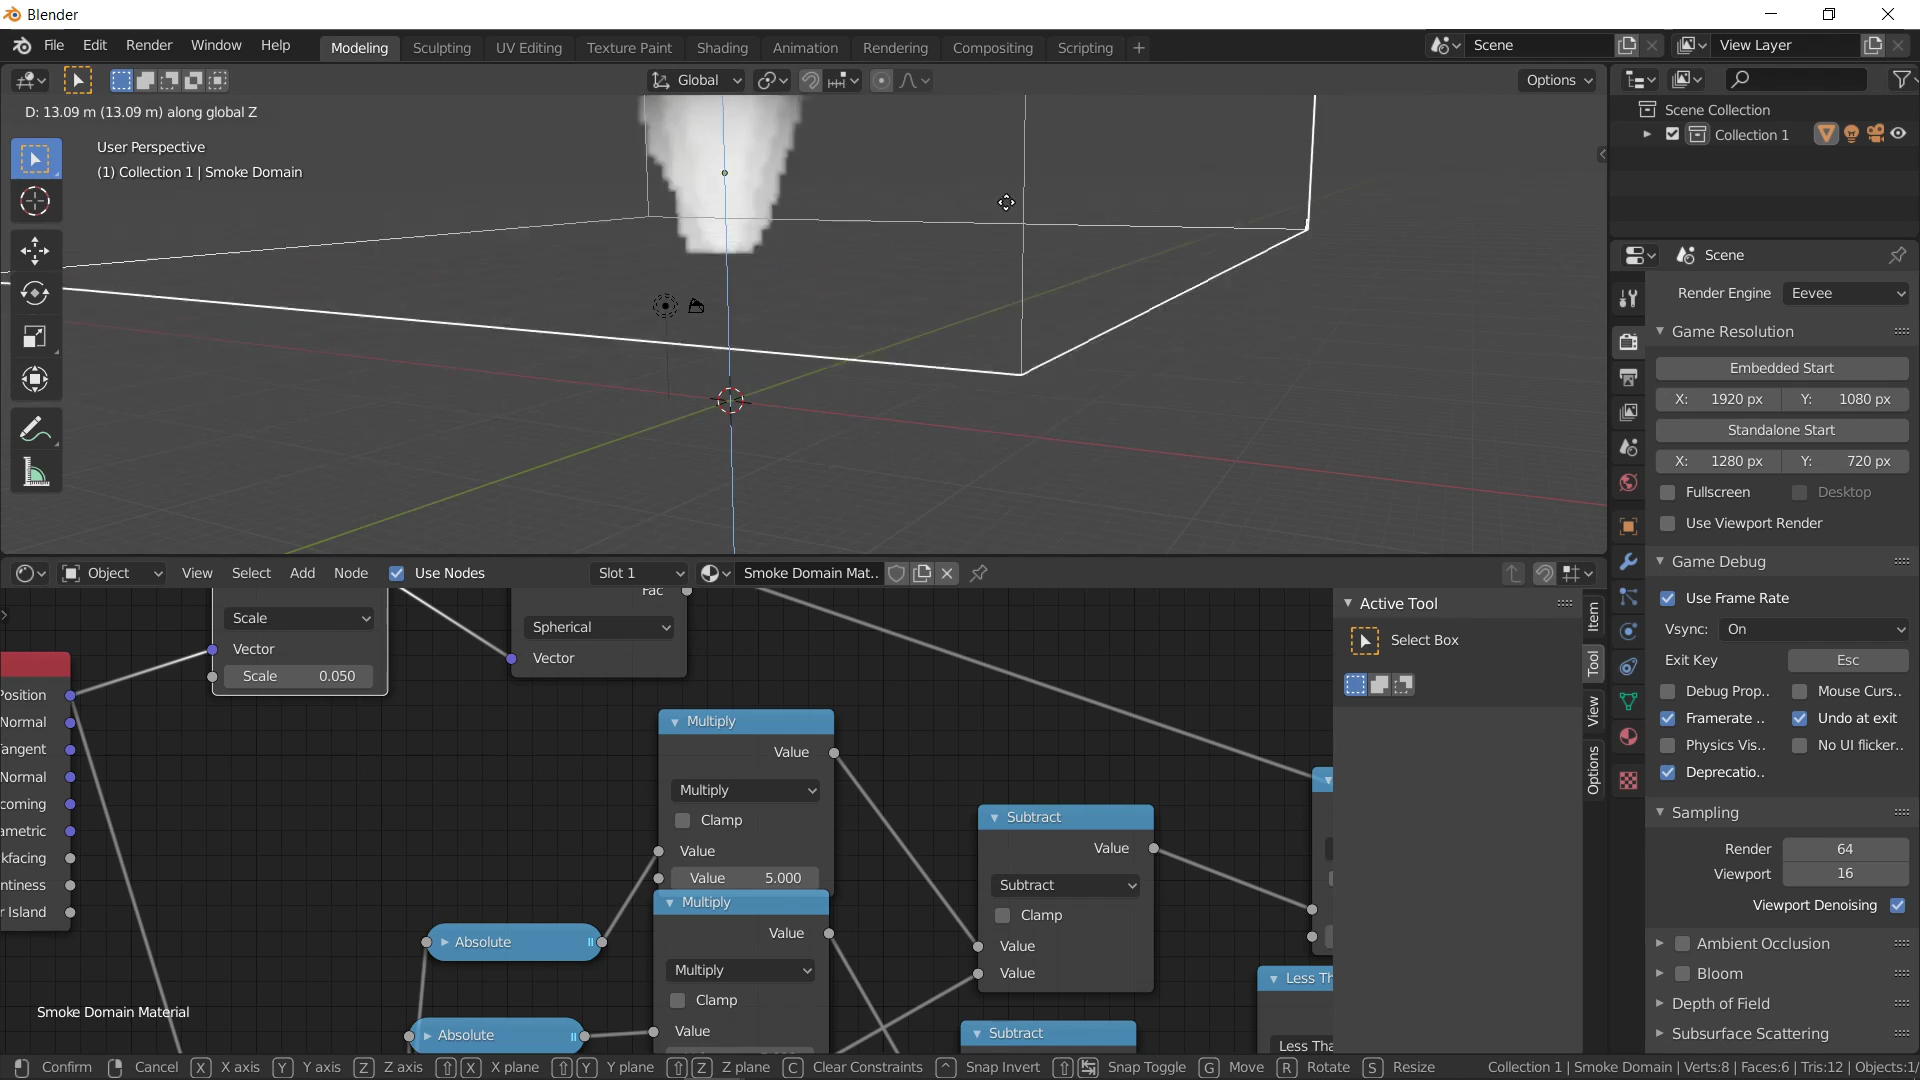 Blender
File Edit Render Window Help Modeling Sculpting UV Editing Texture Paint Shading Animation Rendering Compositing Scripting + Scene View Layer
Global Options
D: 13.09 m (13.09 m) along global Z
User Perspective
(1) Collection 1 | Smoke Domain
Scene Collection
Collection 1
Scene
Render Engine Eevee
Game Resolution
Embedded Start
X: 1920 px Y: 1080 px
Standalone Start
X: 1280 px Y: 720 px
Fullscreen Desktop
Use Viewport Render
Game Debug
Use Frame Rate
Vsync: On
Exit Key Esc
Debug Prop.. Mouse Curs..
Framerate .. Undo at exit
Physics Vis.. No UI flicker..
Deprecatio..
Sampling
Render 64
Viewport 16
Viewport Denoising
Ambient Occlusion
Bloom
Depth of Field
Subsurface Scattering
Object View Select Add Node Use Nodes Slot 1 Smoke Domain Mat..
Scale
Vector
Scale 0.050
Fac
Spherical
Vector
Position
Normal
angent
Normal
coming
ametric
kfacing
ntiness
r Island
Multiply
Value
Multiply
Clamp
Value
Value 5.000
Multiply
Value
Multiply
Clamp
Value
Absolute
Absolute
Subtract
Value
Subtract
Clamp
Value
Value
Subtract
Less Th
Less Tha
Active Tool
Select Box
Item
Tool
View
Options
Smoke Domain Material
Confirm Cancel X X axis Y Y axis Z Z axis X X plane Y Y plane Z Z plane C Clear Constraints ^ Snap Invert Snap Toggle G Move R Rotate S Resize Collection 1 | Smoke Domain | Verts:8 | Faces:6 | Tris:12 | Objects:1/